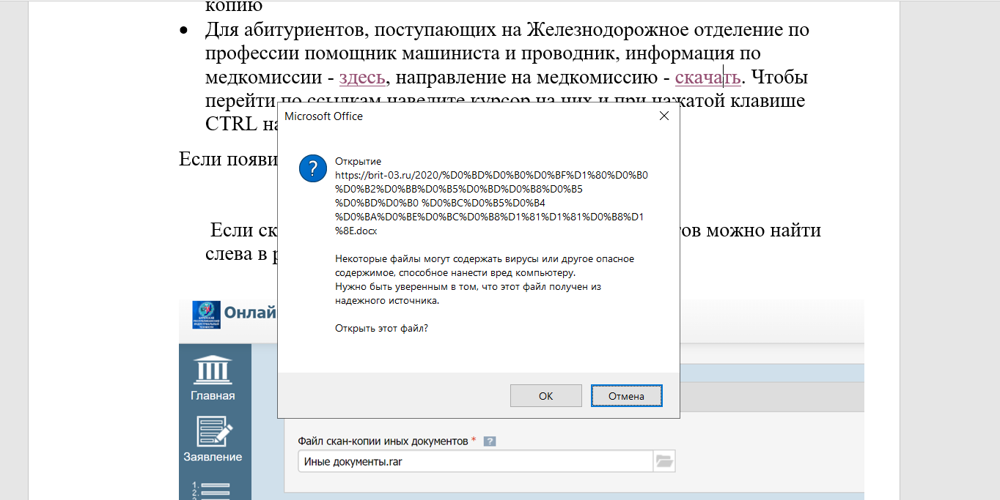 копию
• Для абитуриентов, поступающих на Железнодорожное отделение по
профессии помощник машиниста и проводник, информация по
медкомиссии - здесь, направление на медкомиссию - скачать. Чтобы
перейти по ссылкам наведите курсор на них и при нажатой клавише
CTRL на
Microsoft Office
Если появи
Открытие
https://brit-03.ru/2020/%D0%BD%D0%B0%D0%BF%D1%80%D0%B0
%D0%B2%D0%BB%D0%B5%D0%BD%D0%B8%D0%B5
%D0%BD%D0%B0 %D0%BC%D0%B5%D0%B4
%D0%BA%D0%BE%D0%BC%D0%B8%D1%81%D1%81%D0%B8%D1
%8E.docx
Если ск
ов можно найти
слева в р
Некоторые файлы могут содержать вирусы или другое опасное
содержимое, способное нанести вред компьютеру.
Нужно быть уверенным в том, что этот файл получен из
надежного источника.
Открыть этот файл?
Онлай
ОК
Отмена
Главная
Файл скан-копии иных документов * ?
Заявление
Иные документы.rar
1.
2.